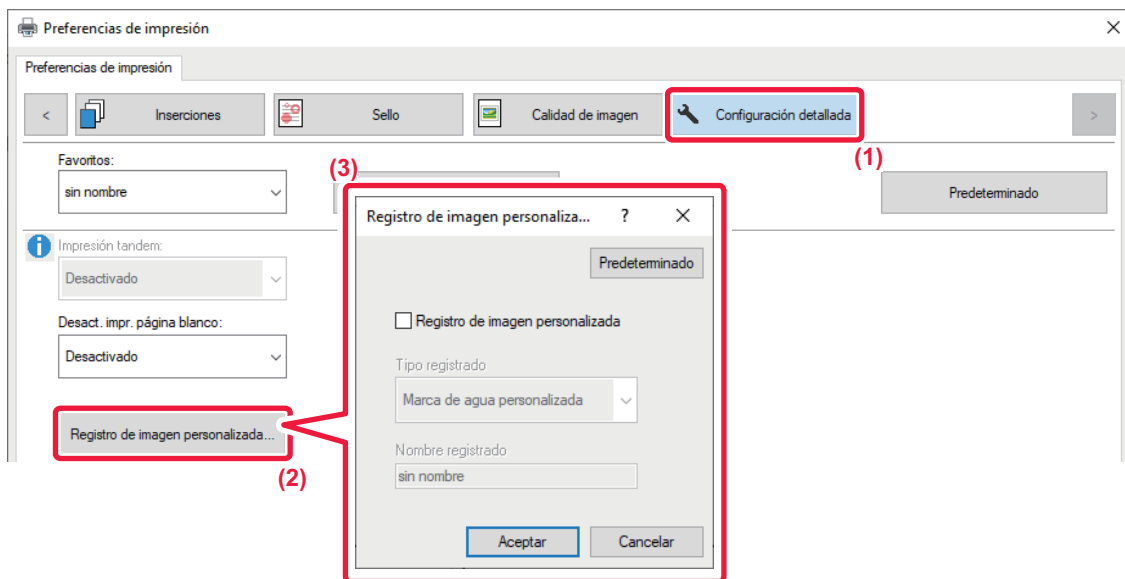 Preferencias de impresión
Preferencias de impresión
< Inserciones Sello Calidad de imagen Configuración detallada >
(1)
Favoritos:
sin nombre
(3)
Predeterminado
Registro de imagen personaliza... ?
Predeterminado
Impresión tandem:
Desactivado
Registro de imagen personalizada
Desact. impr. página blanco:
Desactivado
Tipo registrado
Marca de agua personalizada
Registro de imagen personalizada...
(2)
Nombre registrado
sin nombre
Aceptar Cancelar